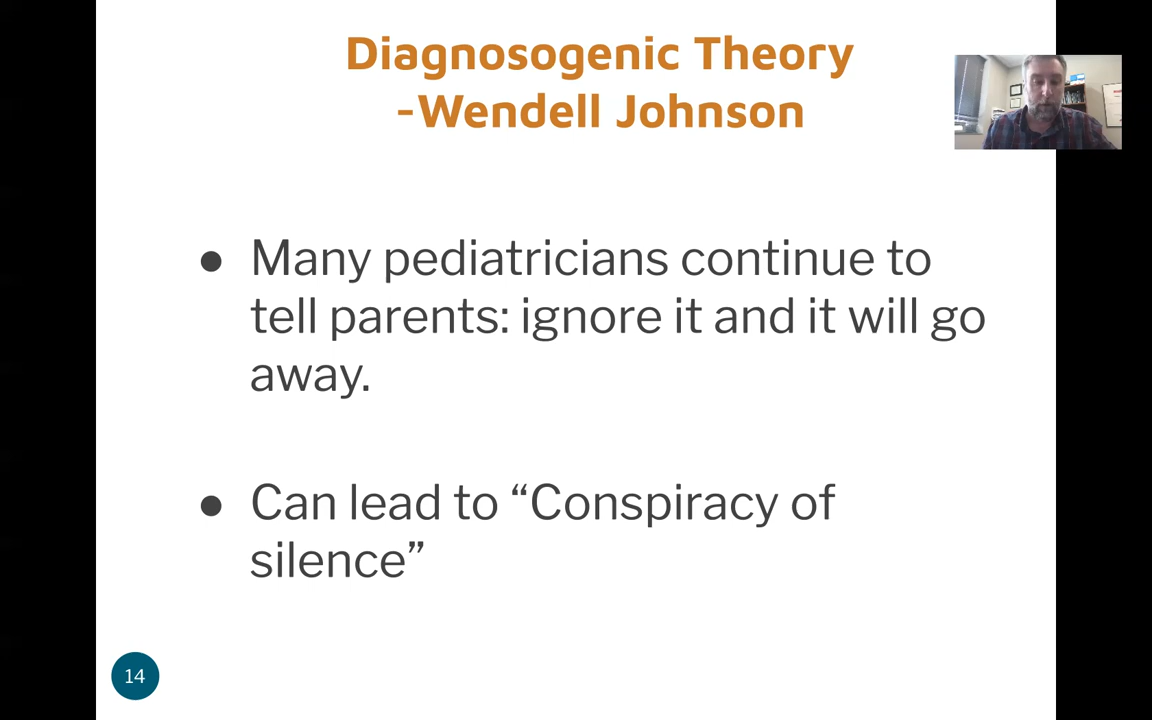 Diagnosogenic Theory
-Wendell Johnson
● Many pediatricians continue to
tell parents: ignore it and it will go
away.
● Can lead to “Conspiracy of
silence”
14